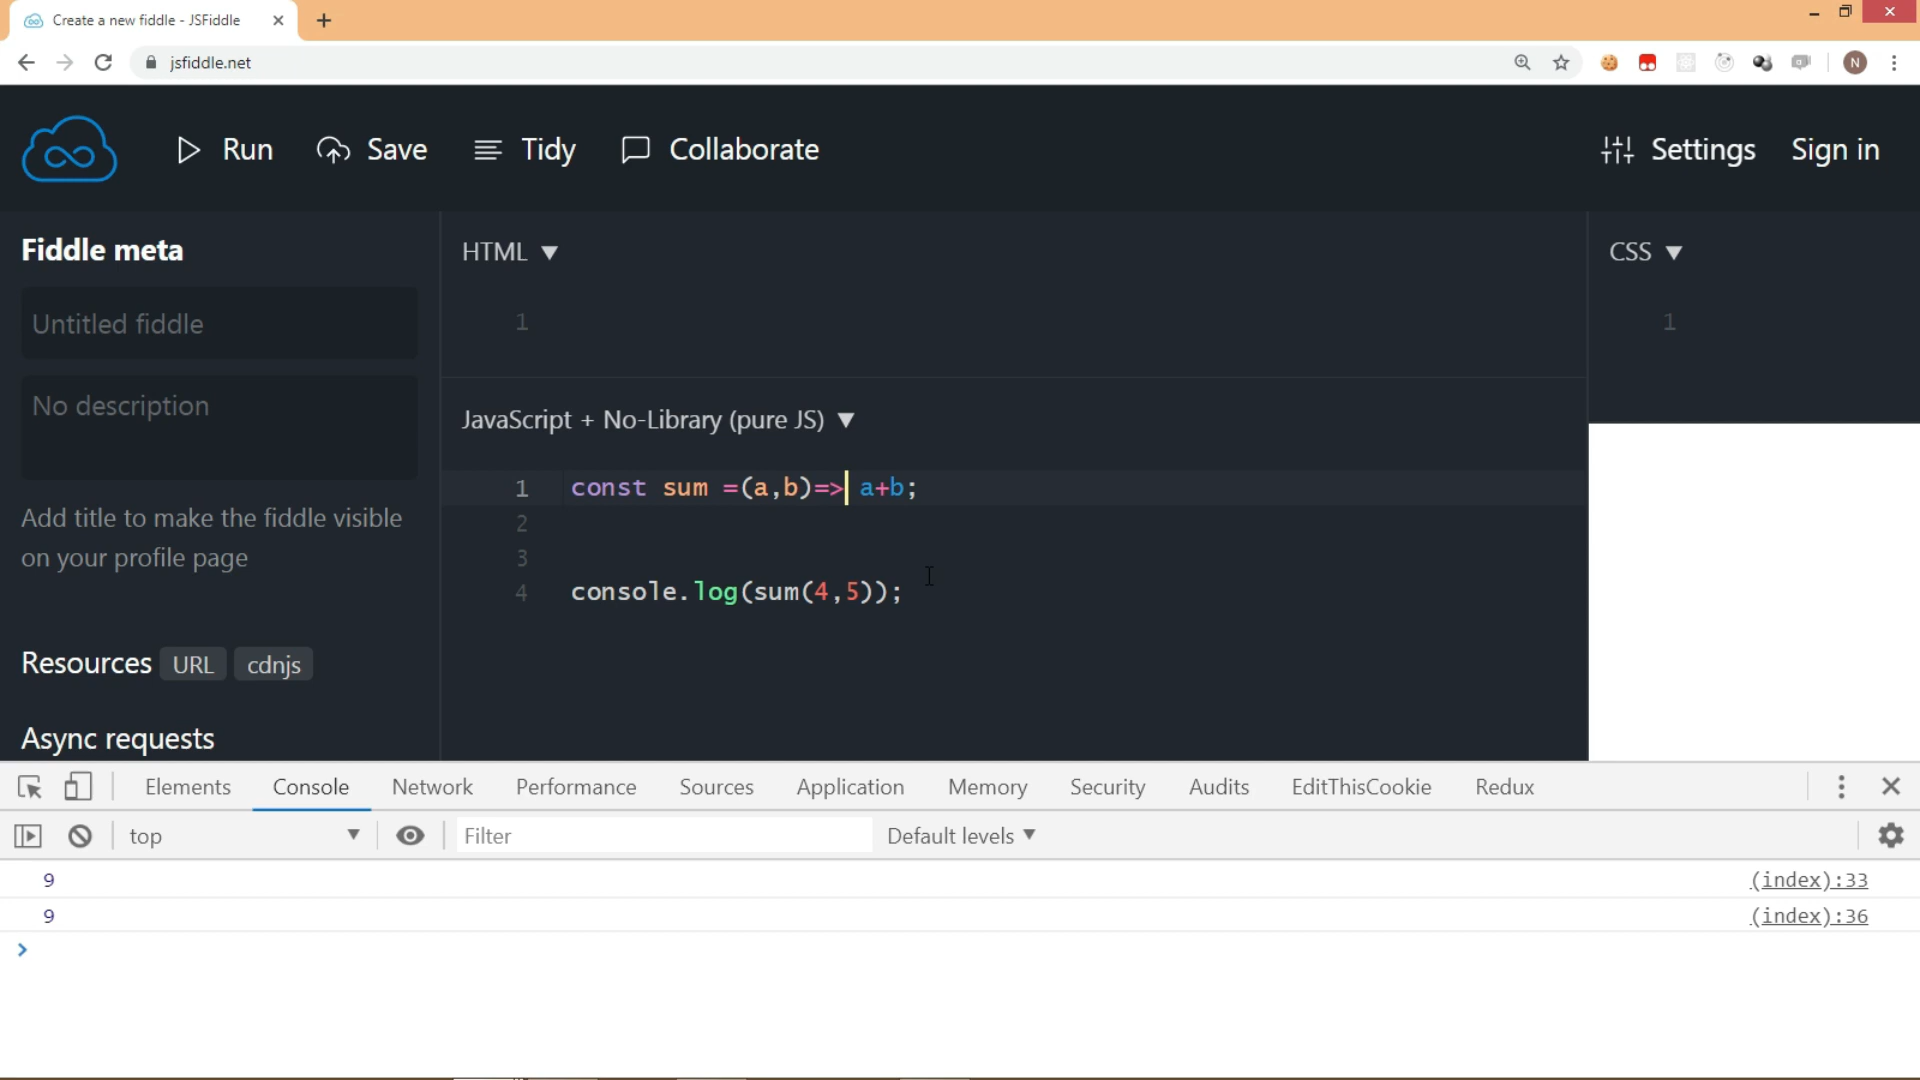 Create a new fiddle - JSFiddle
jsfiddle.net
N
Run
Save
Tidy
Collaborate
Settings
Sign in
Fiddle meta
Untitled fiddle
No description
Add title to make the fiddle visible
on your profile page
Resources URL cdnjs
Async requests
HTML
1
CSS
1
JavaScript + No-Library (pure JS)
1 const sum =(a,b)=> a+b;
2
3
4 console.log(sum(4,5));
Elements Console Network Performance Sources Application Memory Security Audits EditThisCookie Redux
top Filter Default levels
9 (index):33
9 (index):36